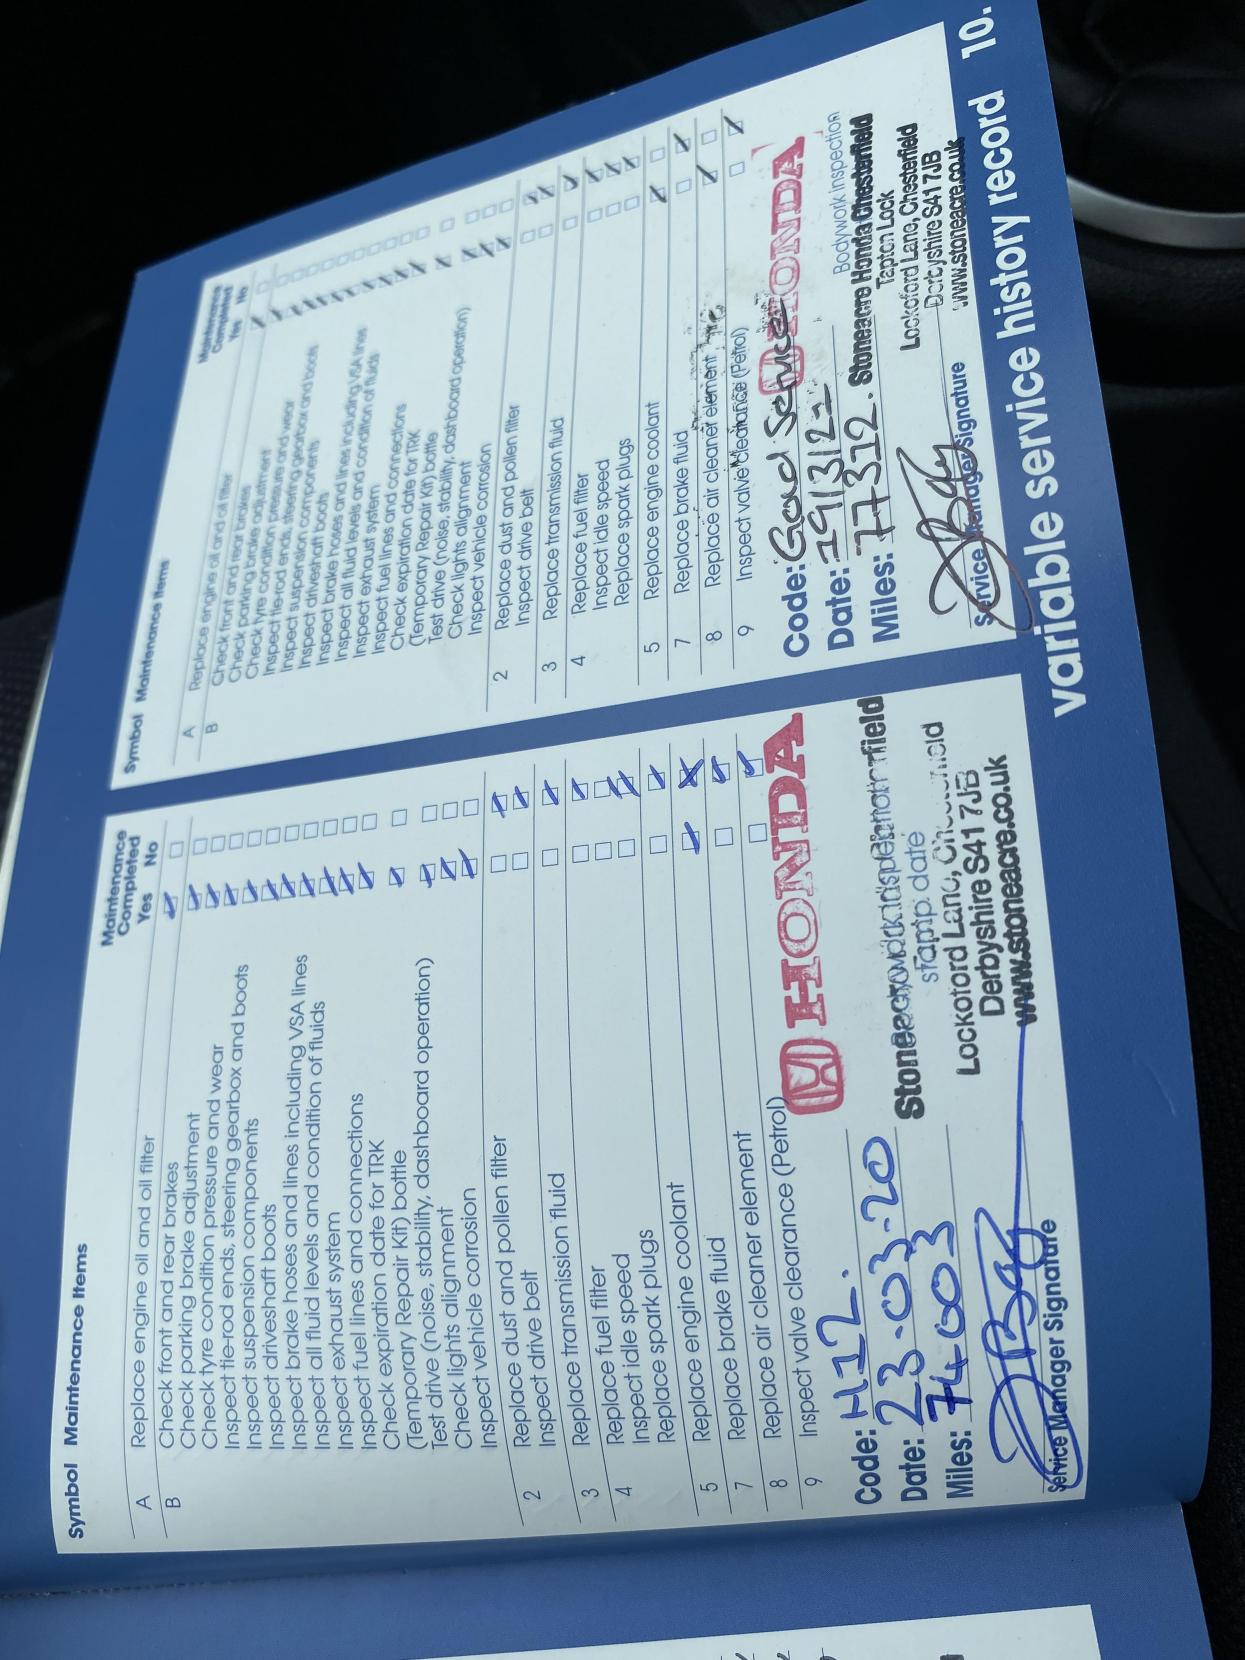 Symbol Maintenance Items
Maintenance
Completed
Yes No
A Replace engine oil and oil filter
B Check front and rear brakes
Check parking brake adjustment
Check tyre condition pressure and wear
Inspect tie-rod ends, steering gearbox and boots
Inspect suspension components
Inspect driveshaft boots
Inspect brake hoses and lines including VSA lines
Inspect all fluid levels and condition of fluids
Inspect exhaust system
Inspect fuel lines and connections
Check expiration date for TRK
(Temporary Repair Kit) bottle
Test drive (noise, stability, dashboard operation)
Check lights alignment
Inspect vehicle corrosion
2 Replace dust and pollen filter
Inspect drive belt
3 Replace transmission fluid
4 Replace fuel filter
Inspect idle speed
Replace spark plugs
5 Replace engine coolant
7 Replace brake fluid
8 Replace air cleaner element
9 Inspect valve clearance (Petrol)
HONDA
Code: H12.
Date: 23.03.20
Miles: 74003
stamp. date
Lockoford Lane,
Derbyshire S41 7JB
www.stoneacre.co.uk
Service Manager Signature
Symbol Maintenance Items
Maintenance
Completed
Yes No
A Replace engine oil and oil filter
B Check front and rear brakes
Check parking brake adjustment
Check tyre condition pressure and wear
Inspect tie-rod ends, steering gearbox and boots
Inspect suspension components
Inspect driveshaft boots
Inspect brake hoses and lines including VSA lines
Inspect all fluid levels and condition of fluids
Inspect exhaust system
Inspect fuel lines and connections
Check expiration date for TRK
(Temporary Repair Kit) bottle
Test drive (noise, stability, dashboard operation)
Check lights alignment
Inspect vehicle corrosion
2 Replace dust and pollen filter
Inspect drive belt
3 Replace transmission fluid
4 Replace fuel filter
Inspect idle speed
Replace spark plugs
5 Replace engine coolant
7 Replace brake fluid
8 Replace air cleaner element
9 Inspect valve clearance (Petrol)
HONDA
Code: Gold Service
Date: 19/3/22
Miles: 77312.
Bodywork inspection
Stoneacre Honda Chesterfield
Tapton Lock
Lockoford Lane, Chesterfield
Derbyshire S41 7JB
www.stoneacre.co.uk
Service Manager Signature
variable service history record 10.